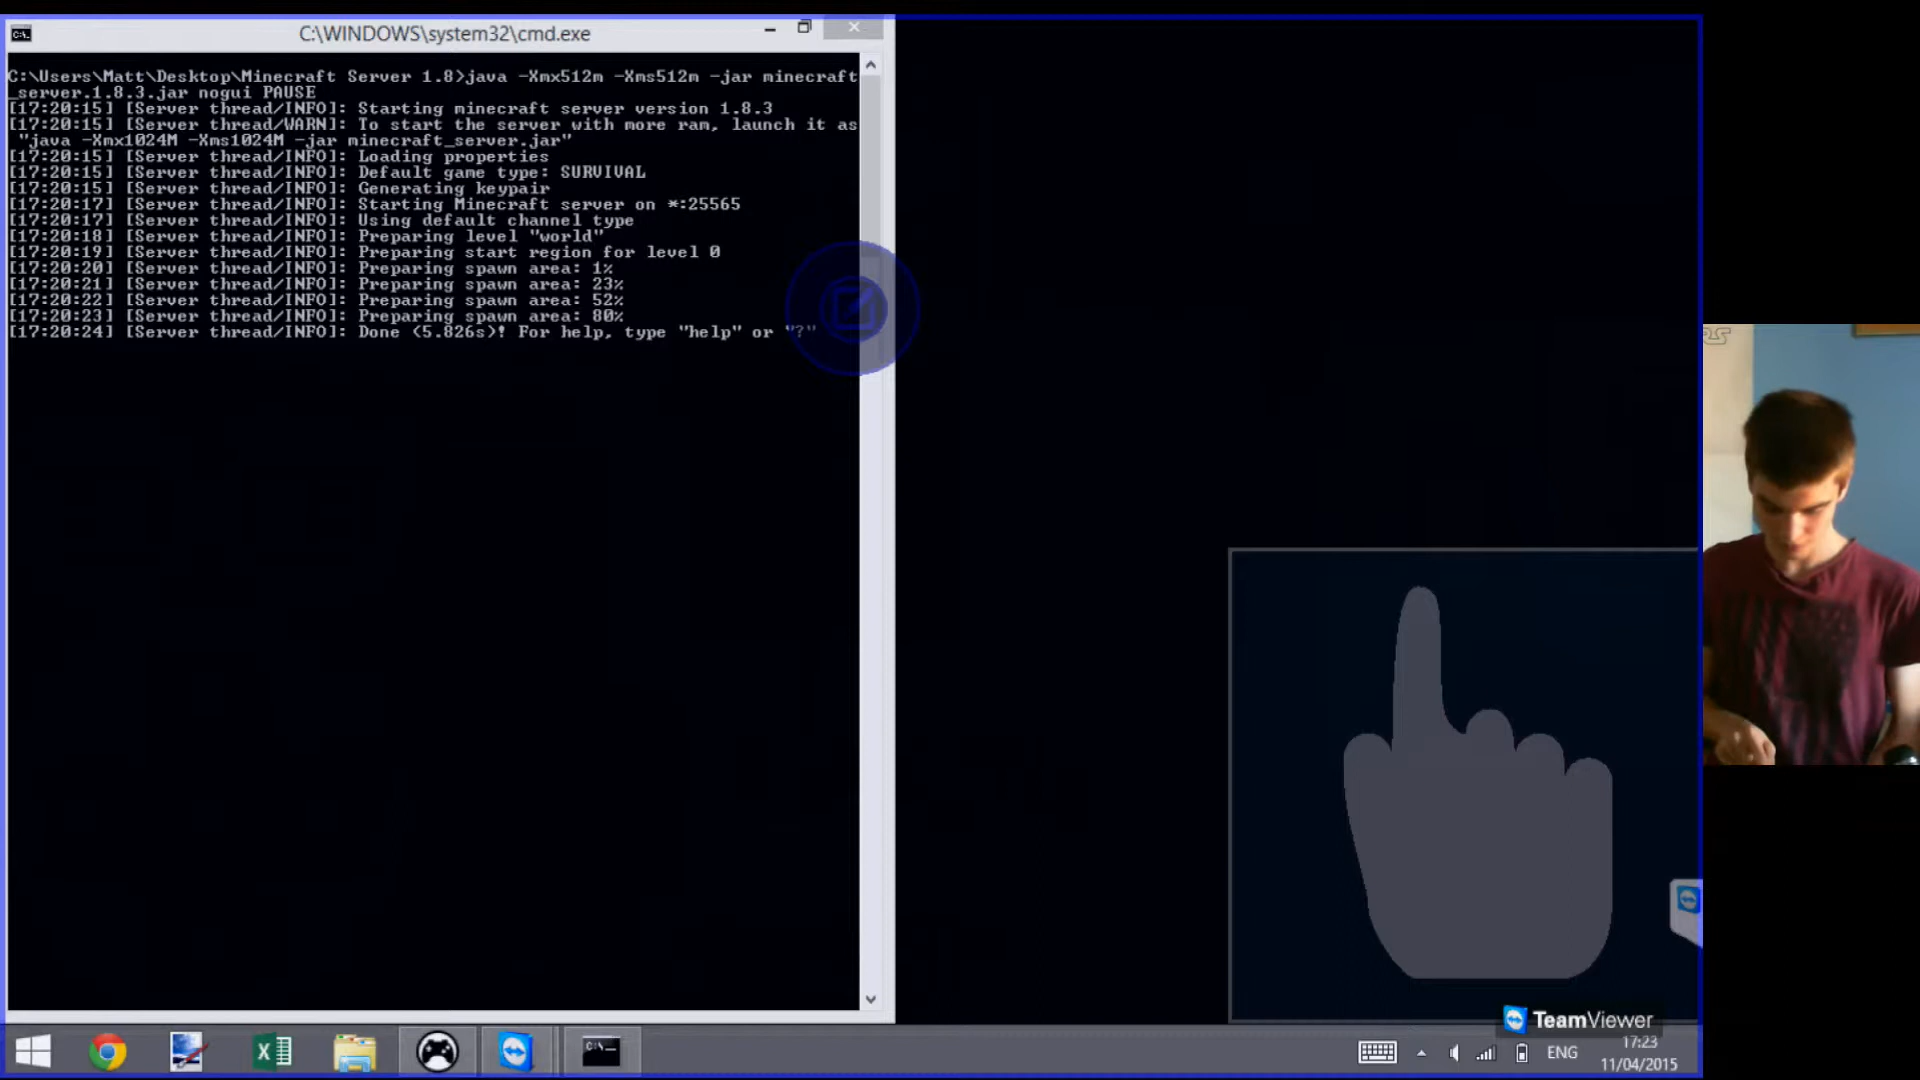 C:\WINDOWS\system32\cmd.exe
C:\Users\Matt\Desktop\Minecraft Server 1.8>java -Xmx512m -Xms512m -jar minecraft
_server.1.8.3.jar nogui PAUSE
[17:20:15] [Server thread/INFO]: Starting minecraft server version 1.8.3
[17:20:15] [Server thread/WARN]: To start the server with more ram, launch it as
"java -Xmx1024M -Xms1024M -jar minecraft_server.jar"
[17:20:15] [Server thread/INFO]: Loading properties
[17:20:15] [Server thread/INFO]: Default game type: SURVIVAL
[17:20:15] [Server thread/INFO]: Generating keypair
[17:20:17] [Server thread/INFO]: Starting Minecraft server on *:25565
[17:20:17] [Server thread/INFO]: Using default channel type
[17:20:18] [Server thread/INFO]: Preparing level "world"
[17:20:19] [Server thread/INFO]: Preparing start region for level 0
[17:20:20] [Server thread/INFO]: Preparing spawn area: 1%
[17:20:21] [Server thread/INFO]: Preparing spawn area: 23%
[17:20:22] [Server thread/INFO]: Preparing spawn area: 52%
[17:20:23] [Server thread/INFO]: Preparing spawn area: 80%
[17:20:24] [Server thread/INFO]: Done (5.826s)! For help, type "help" or "?"
TeamViewer
ENG
17:23
11/04/2015